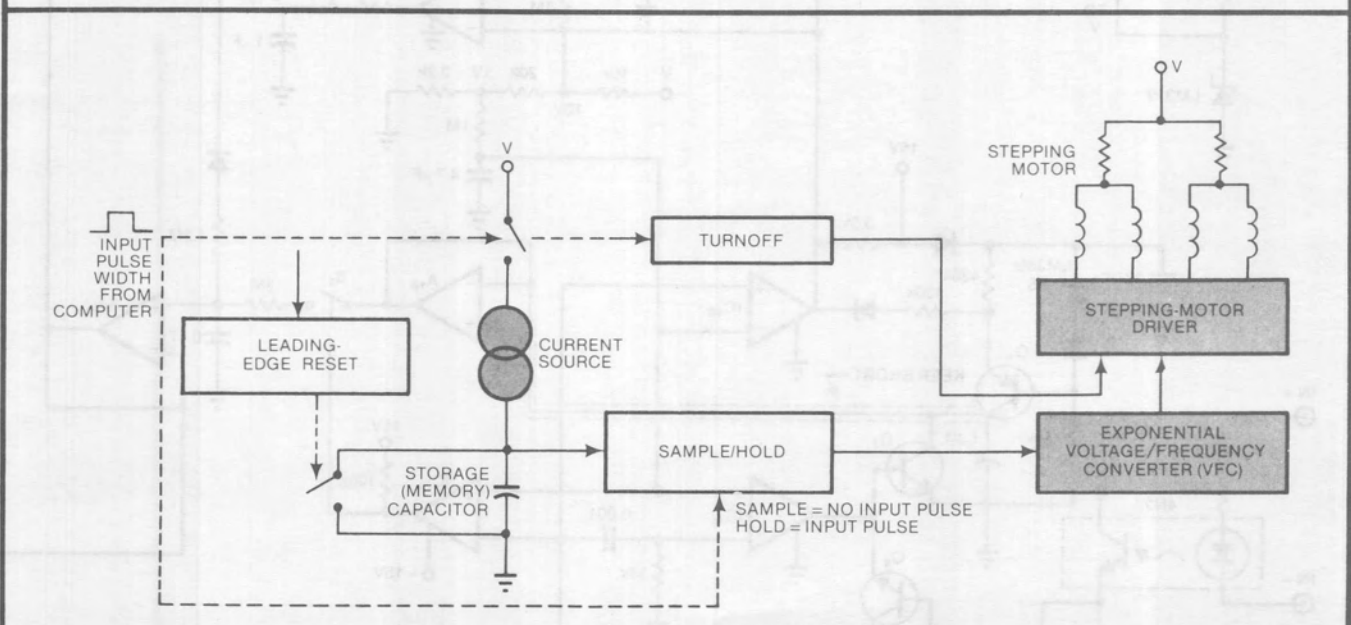 V
STEPPING
MOTOR
V
INPUT
PULSE
WIDTH
FROM
COMPUTER
TURNOFF
STEPPING-MOTOR
DRIVER
LEADING-
EDGE RESET
CURRENT
SOURCE
STORAGE
(MEMORY)
CAPACITOR
SAMPLE/HOLD
EXPONENTIAL
VOLTAGE/FREQUENCY
CONVERTER (VFC)
SAMPLE = NO INPUT PULSE
HOLD = INPUT PULSE